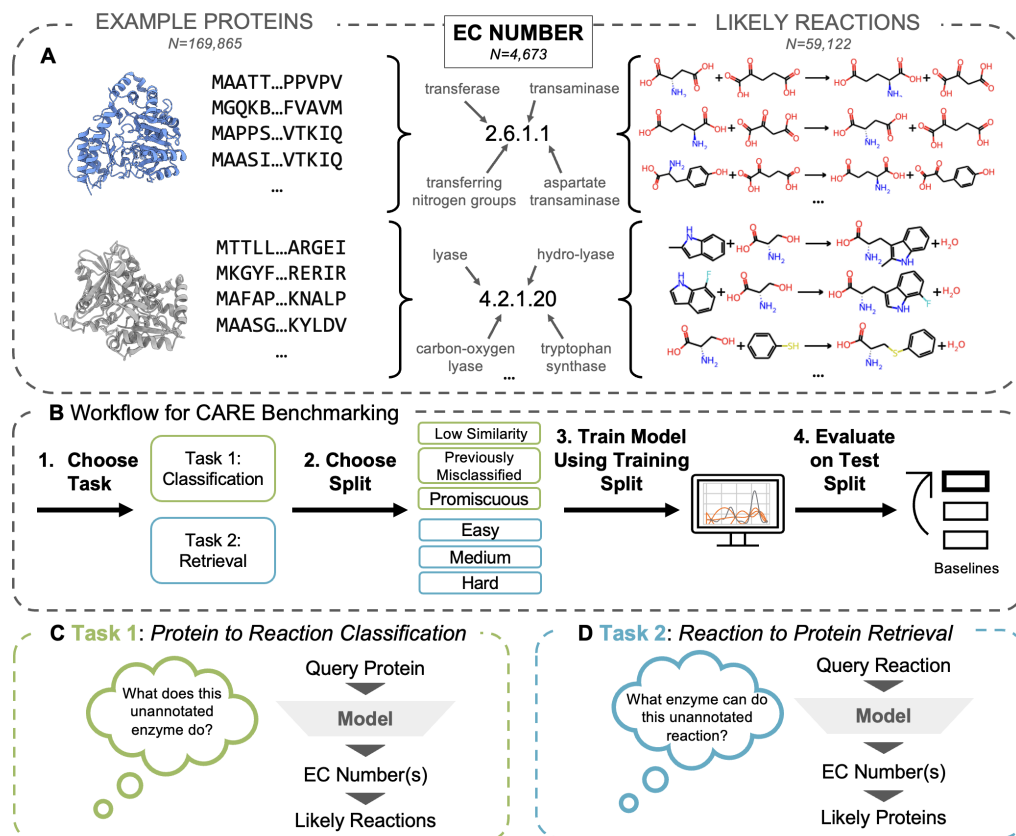 EXAMPLE PROTEINS
N=169,865
EC NUMBER
N=4,673
LIKELY REACTIONS
N=59,122
A
MAATT...PPVPV
MGQKB...FVAVM
MAPPS...VTKIQ
MAASI...VTKIQ
...
transferase
transaminase
2.6.1.1
transferring
nitrogen groups
aspartate
transaminase
...
MTTLL...ARGEI
MKGYF...RERIR
MAFAP...KNALP
MAASG...KYLDV
...
lyase
hydro-lyase
4.2.1.20
carbon-oxygen
lyase
tryptophan
synthase
...
...
B Workflow for CARE Benchmarking
1. Choose
Task
Task 1:
Classification
Task 2:
Retrieval
2. Choose
Split
Low Similarity
Previously
Misclassified
Promiscuous
Easy
Medium
Hard
3. Train Model
Using Training
Split
4. Evaluate
on Test
Split
Baselines
C Task 1: Protein to Reaction Classification
What does this
unannotated
enzyme do?
Query Protein
Model
EC Number(s)
Likely Reactions
D Task 2: Reaction to Protein Retrieval
What enzyme can do
this unannotated
reaction?
Query Reaction
Model
EC Number(s)
Likely Proteins